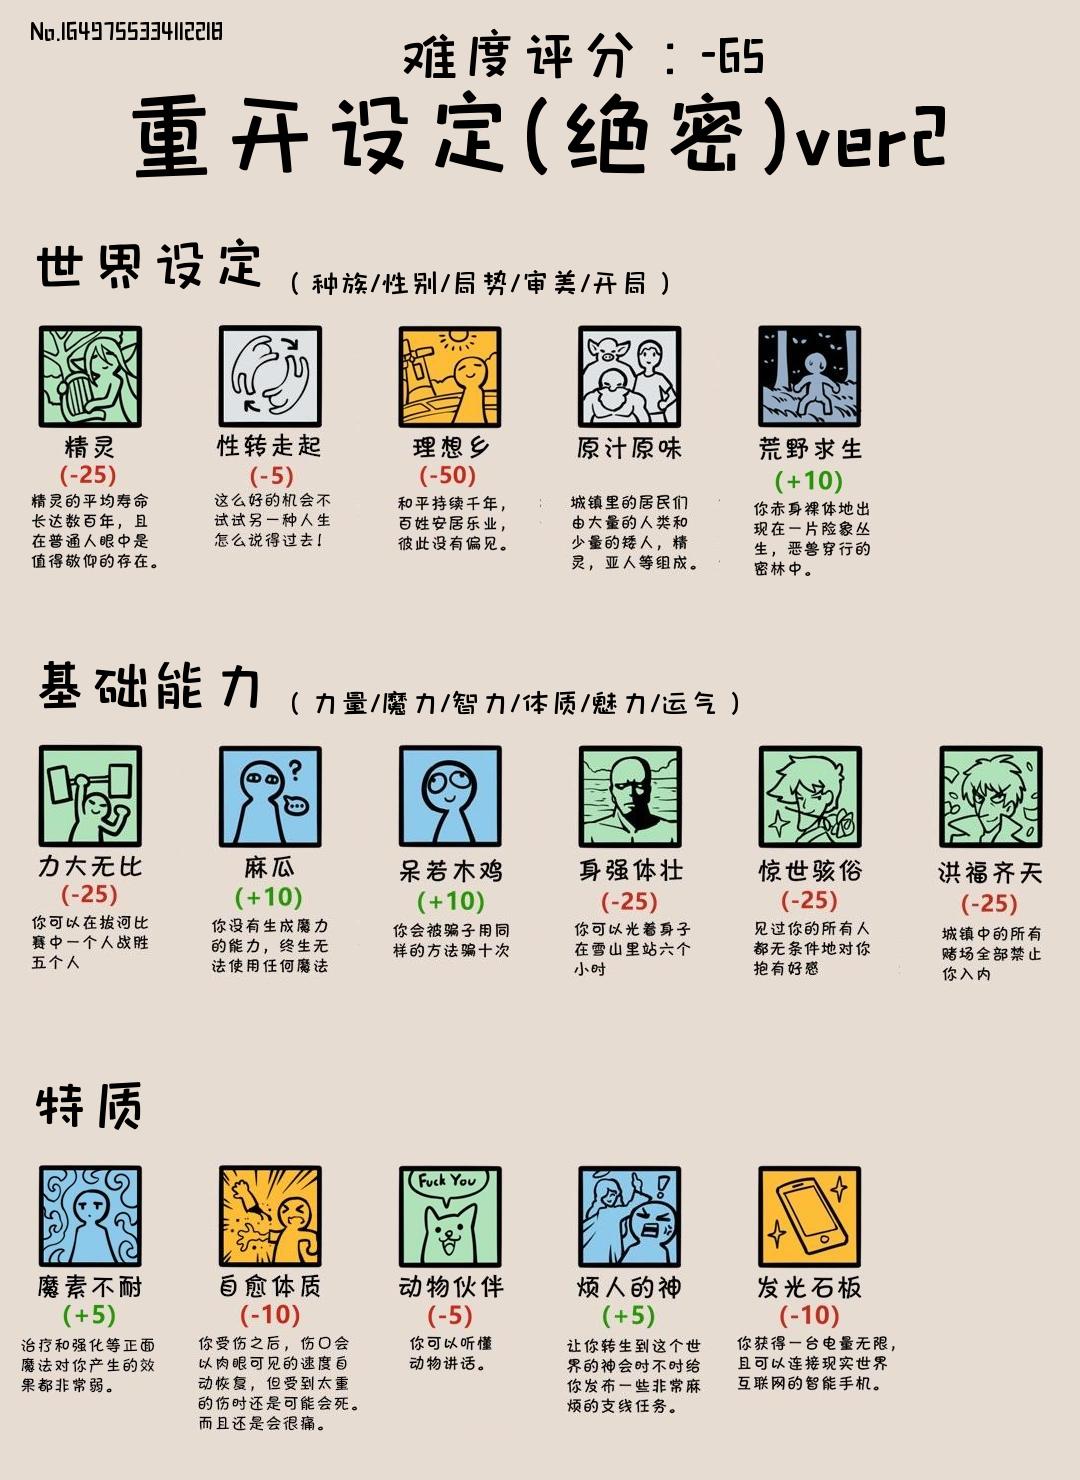 No.1649755334112218
难度评分：-65
重开设定(绝密)ver2
世界设定（种族/性别/局势/审美/开局）
精灵
(-25)
精灵的平均寿命
长达数百年，且
在普通人眼中是
值得敬仰的存在。
性转走起
(-5)
这么好的机会不
试试另一种人生
怎么说得过去！
理想乡
(-50)
和平持续千年，
百姓安居乐业，
彼此没有偏见。
原汁原味
城镇里的居民们
由大量的人类和
少量的矮人，精
灵，亚人等组成。
荒野求生
(+10)
你赤身裸体地出
现在一片险象丛
生，恶兽穿行的
密林中。
基础能力（力量/魔力/智力/体质/魅力/运气）
力大无比
(-25)
你可以在拔河比
赛中一个人战胜
五个人
麻瓜
(+10)
你没有生成魔力
的能力，终生无
法使用任何魔法
呆若木鸡
(+10)
你会被骗子用同
样的方法骗十次
身强体壮
(-25)
你可以光着身子
在雪山里站六个
小时
惊世骇俗
(-25)
见过你的所有人
都无条件地对你
抱有好感
洪福齐天
(-25)
城镇中的所有
赌场全部禁止
你入内
特质
魔素不耐
(+5)
治疗和强化等正面
魔法对你产生的效
果都非常弱。
自愈体质
(-10)
你受伤之后，伤口会
以肉眼可见的速度自
动恢复，但受到太重
的伤时还是可能会死。
而且还是会很痛。
Fuck You
动物伙伴
(-5)
你可以听懂
动物讲话。
烦人的神
(+5)
让你转生到这个世
界的神会时不时给
你发布一些非常麻
烦的支线任务。
发光石板
(-10)
你获得一台电量无限，
且可以连接现实世界
互联网的智能手机。